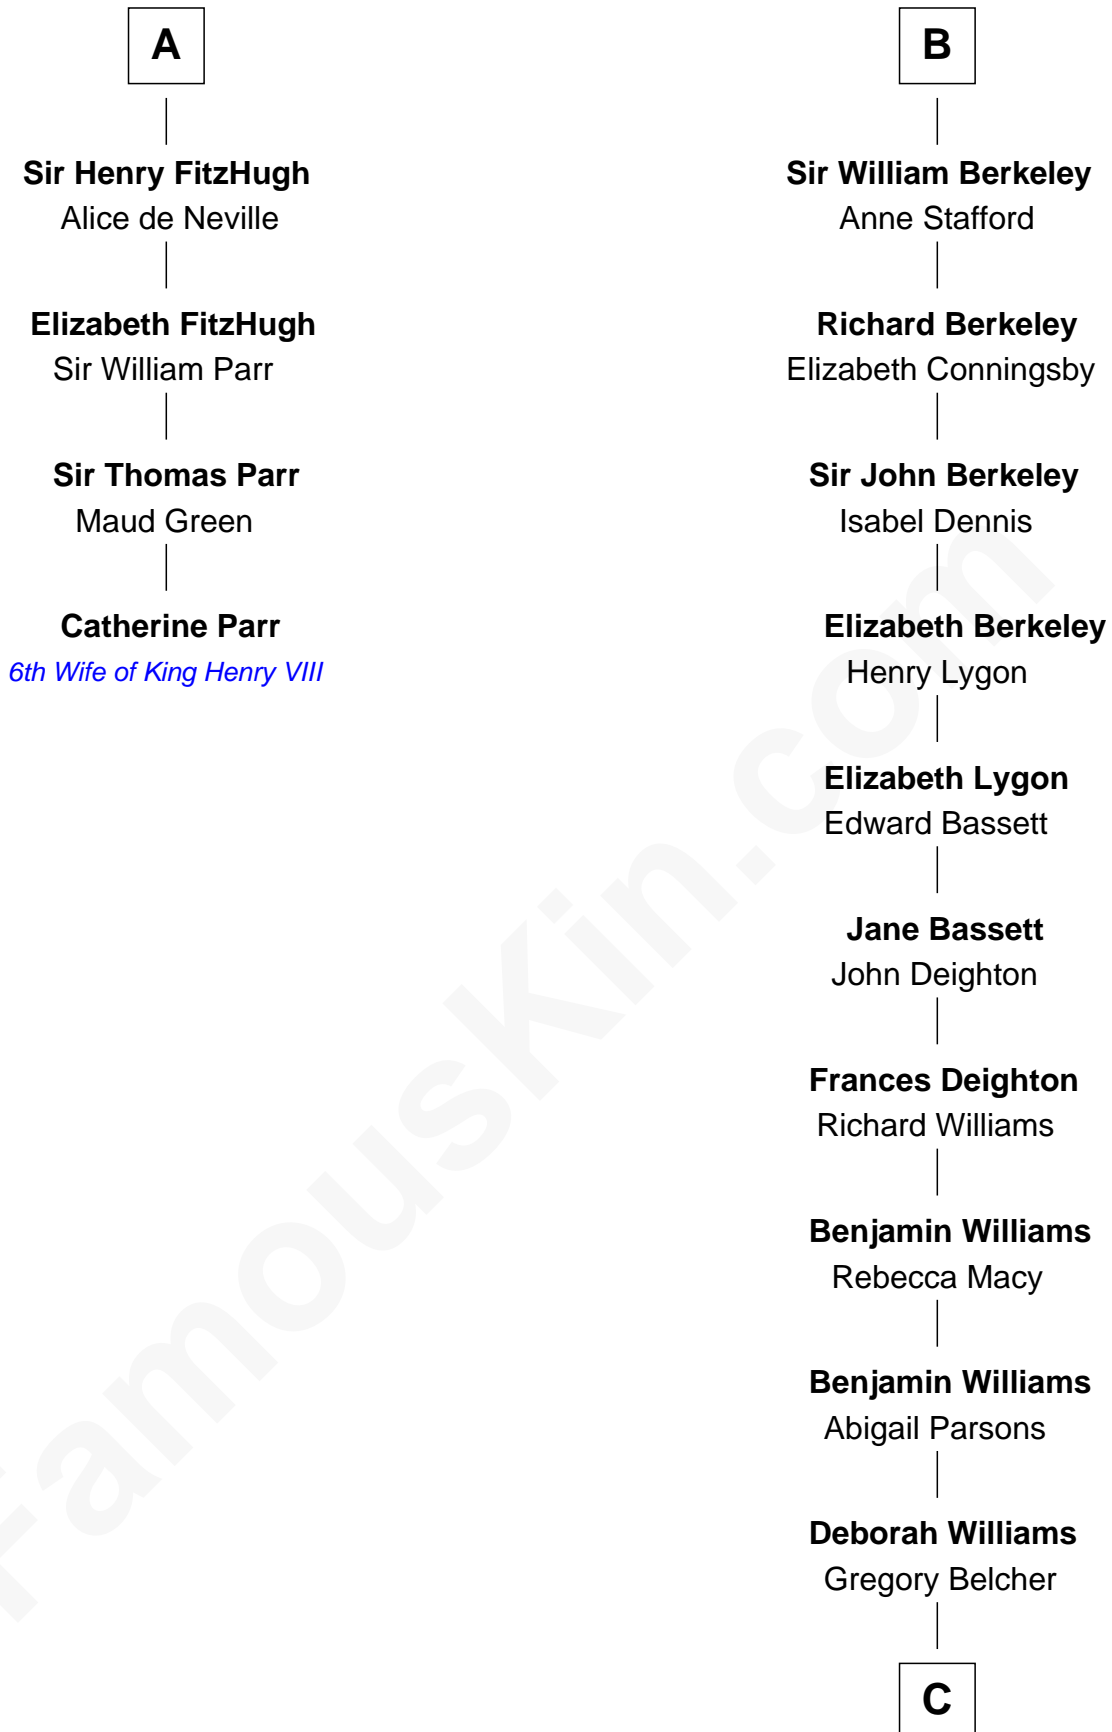 A
Sir Henry FitzHugh
Alice de Neville
Elizabeth FitzHugh
Sir William Parr
Sir Thomas Parr
Maud Green
Catherine Parr
6th Wife of King Henry VIII
B
Sir William Berkeley
Anne Stafford
Richard Berkeley
Elizabeth Conningsby
Sir John Berkeley
Isabel Dennis
Elizabeth Berkeley
Henry Lygon
Elizabeth Lygon
Edward Bassett
Jane Bassett
John Deighton
Frances Deighton
Richard Williams
Benjamin Williams
Rebecca Macy
Benjamin Williams
Abigail Parsons
Deborah Williams
Gregory Belcher
C
FamousKin.com